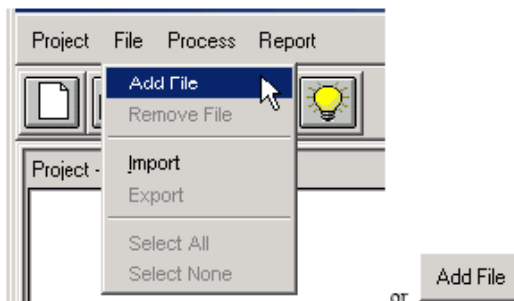 Project File Process Report
Add File
Remove File
Project -
Import
Export
Select All
Select None
or Add File